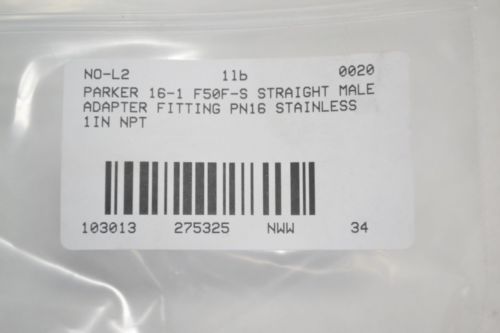 NO-L2 1lb 0020
PARKER 16-1 F50F-S STRAIGHT MALE
ADAPTER FITTING PN16 STAINLESS
1IN NPT
103013 275325 NWW 34